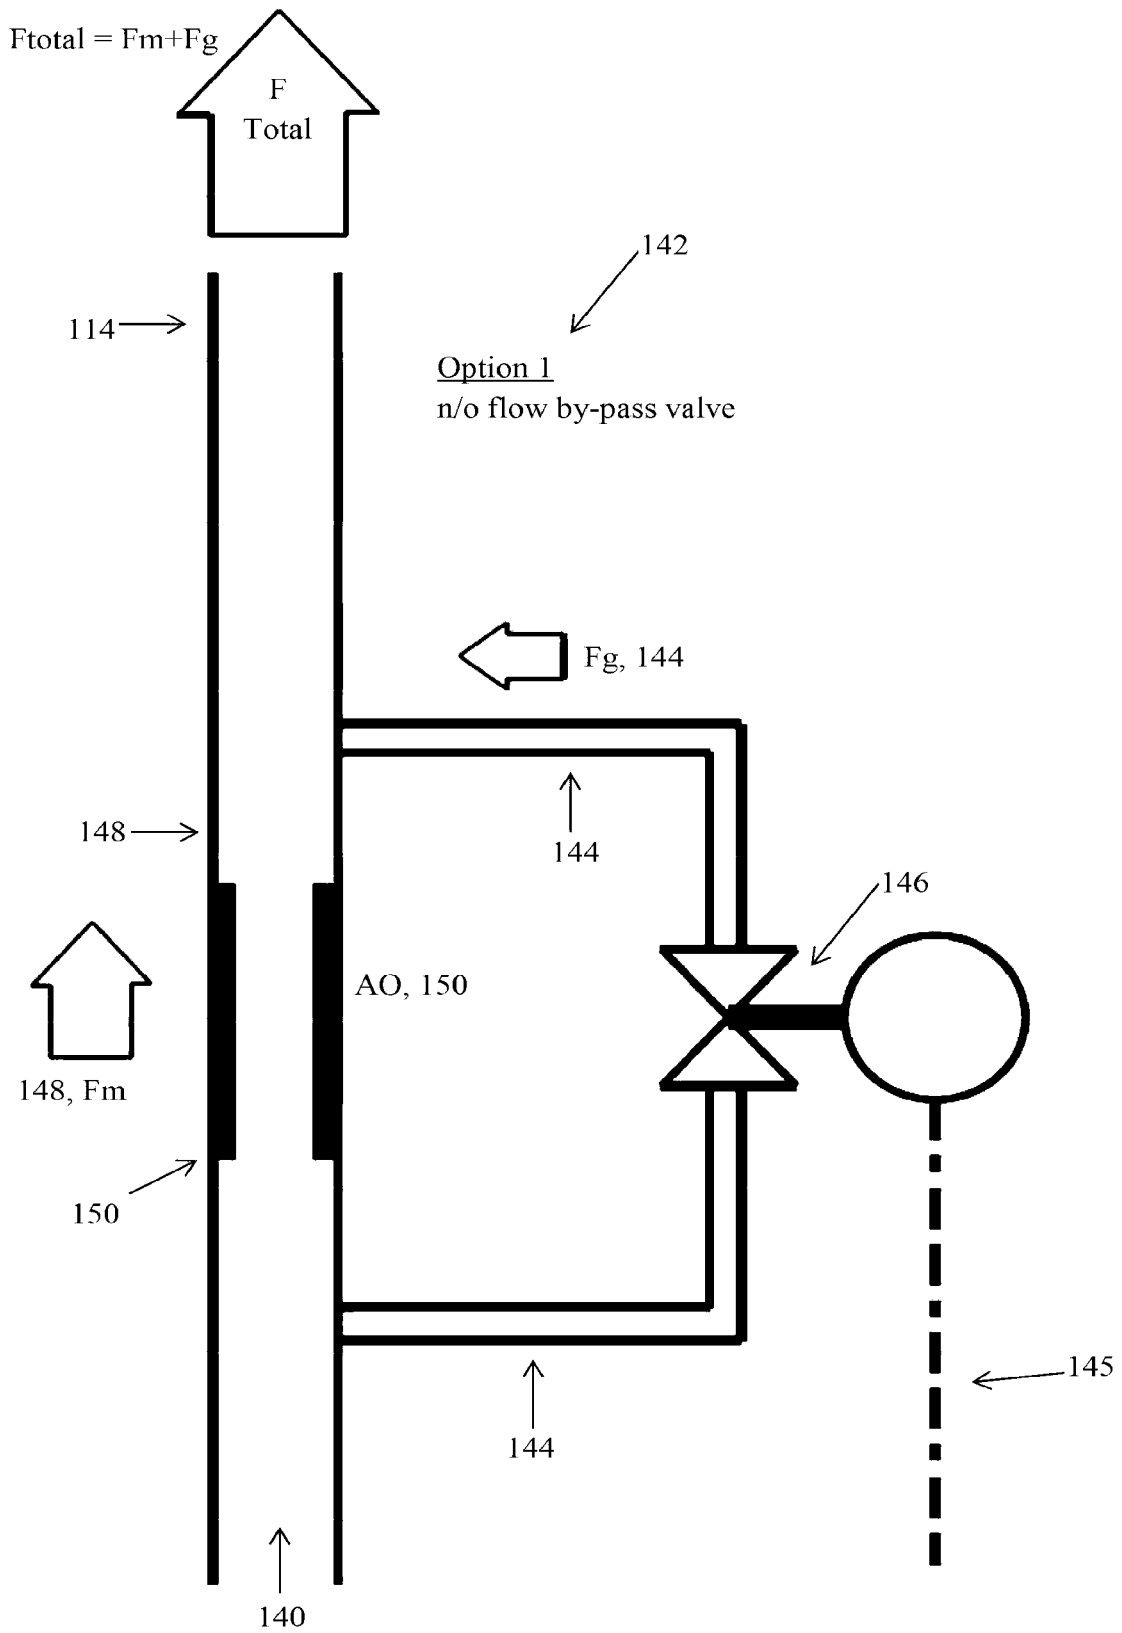 Ftotal = Fm+Fg
F
Total
142
114
Option 1
n/o flow by-pass valve
Fg, 144
148
144
146
AO, 150
148, Fm
150
145
144
140